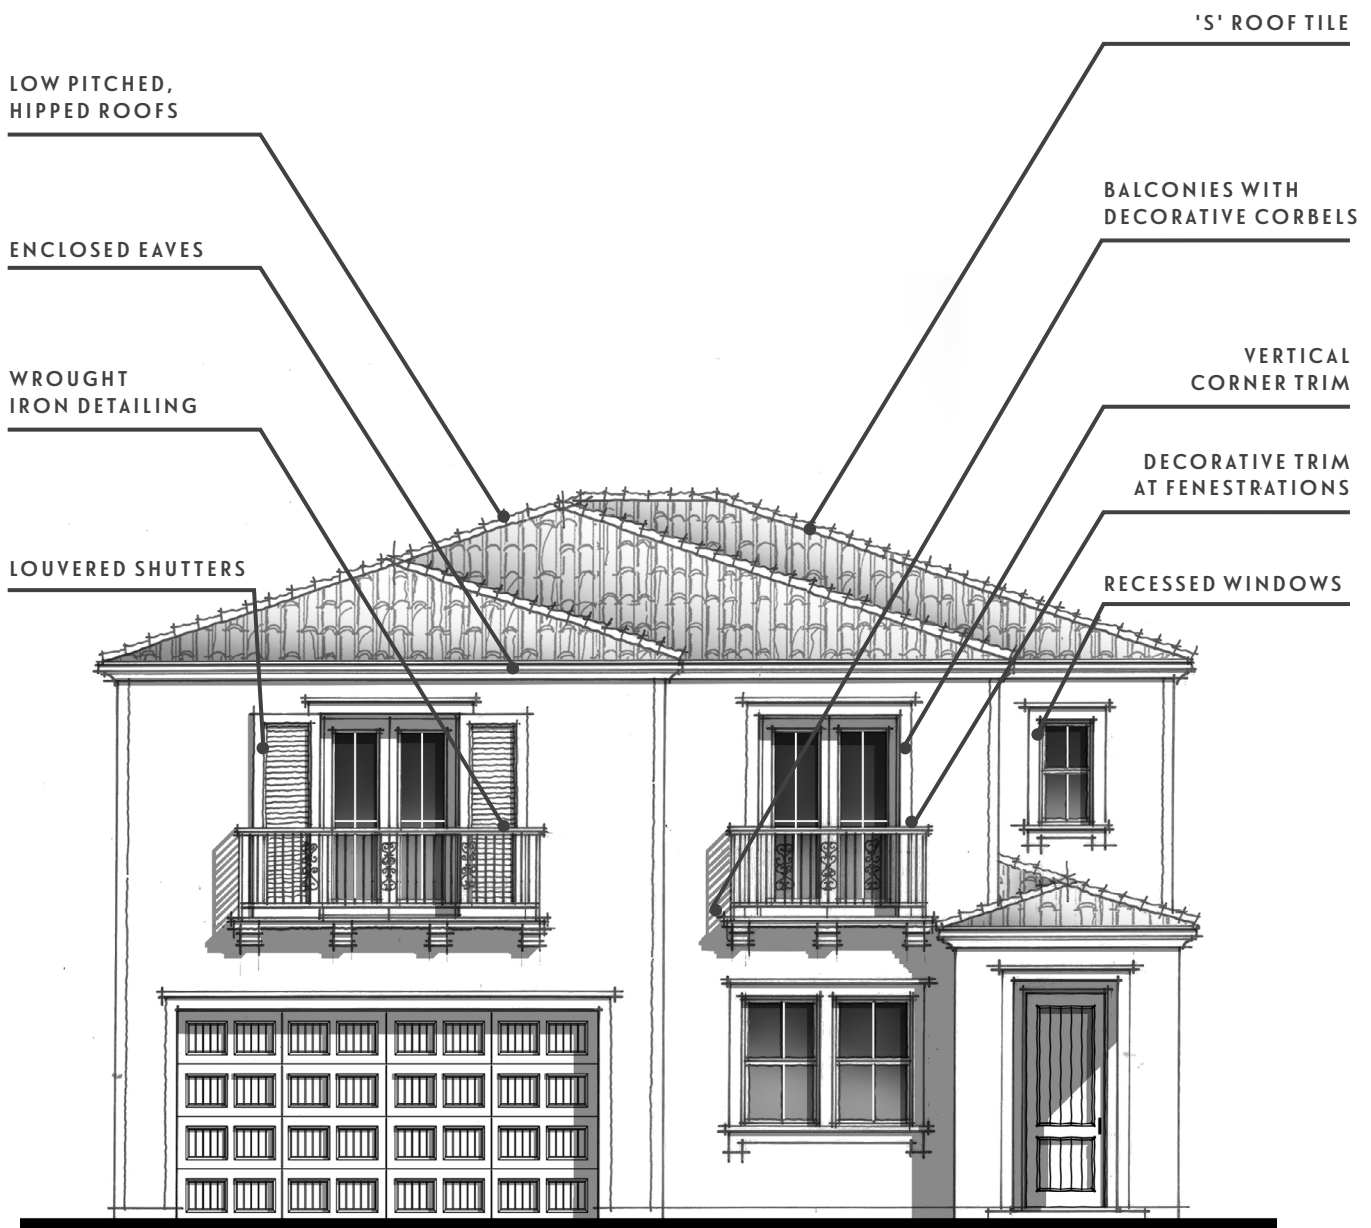 'S' ROOF TILE
LOW PITCHED,
HIPPED ROOFS
BALCONIES WITH
DECORATIVE CORBELS
ENCLOSED EAVES
VERTICAL
CORNER TRIM
WROUGHT
IRON DETAILING
DECORATIVE TRIM
AT FENESTRATIONS
LOUVERED SHUTTERS
RECESSED WINDOWS